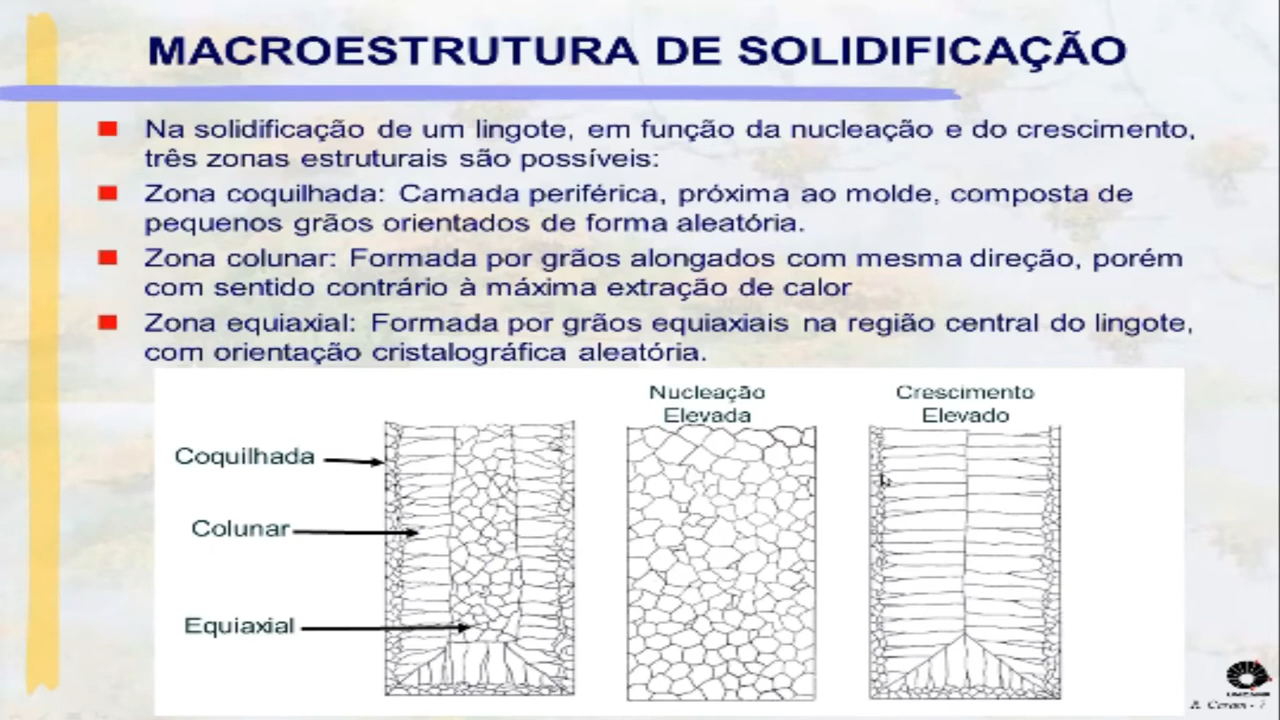 MACROESTRUTURA DE SOLIDIFICAÇÃO
Na solidificação de um lingote, em função da nucleação e do crescimento,
três zonas estruturais são possíveis:
Zona coquilhada: Camada periférica, próxima ao molde, composta de
pequenos grãos orientados de forma aleatória.
Zona colunar: Formada por grãos alongados com mesma direção, porém
com sentido contrário à máxima extração de calor
Zona equiaxial: Formada por grãos equiaxiais na região central do lingote,
com orientação cristalográfica aleatória.
Nucleação
Elevada
Crescimento
Elevado
Coquilhada
Colunar
Equiaxial